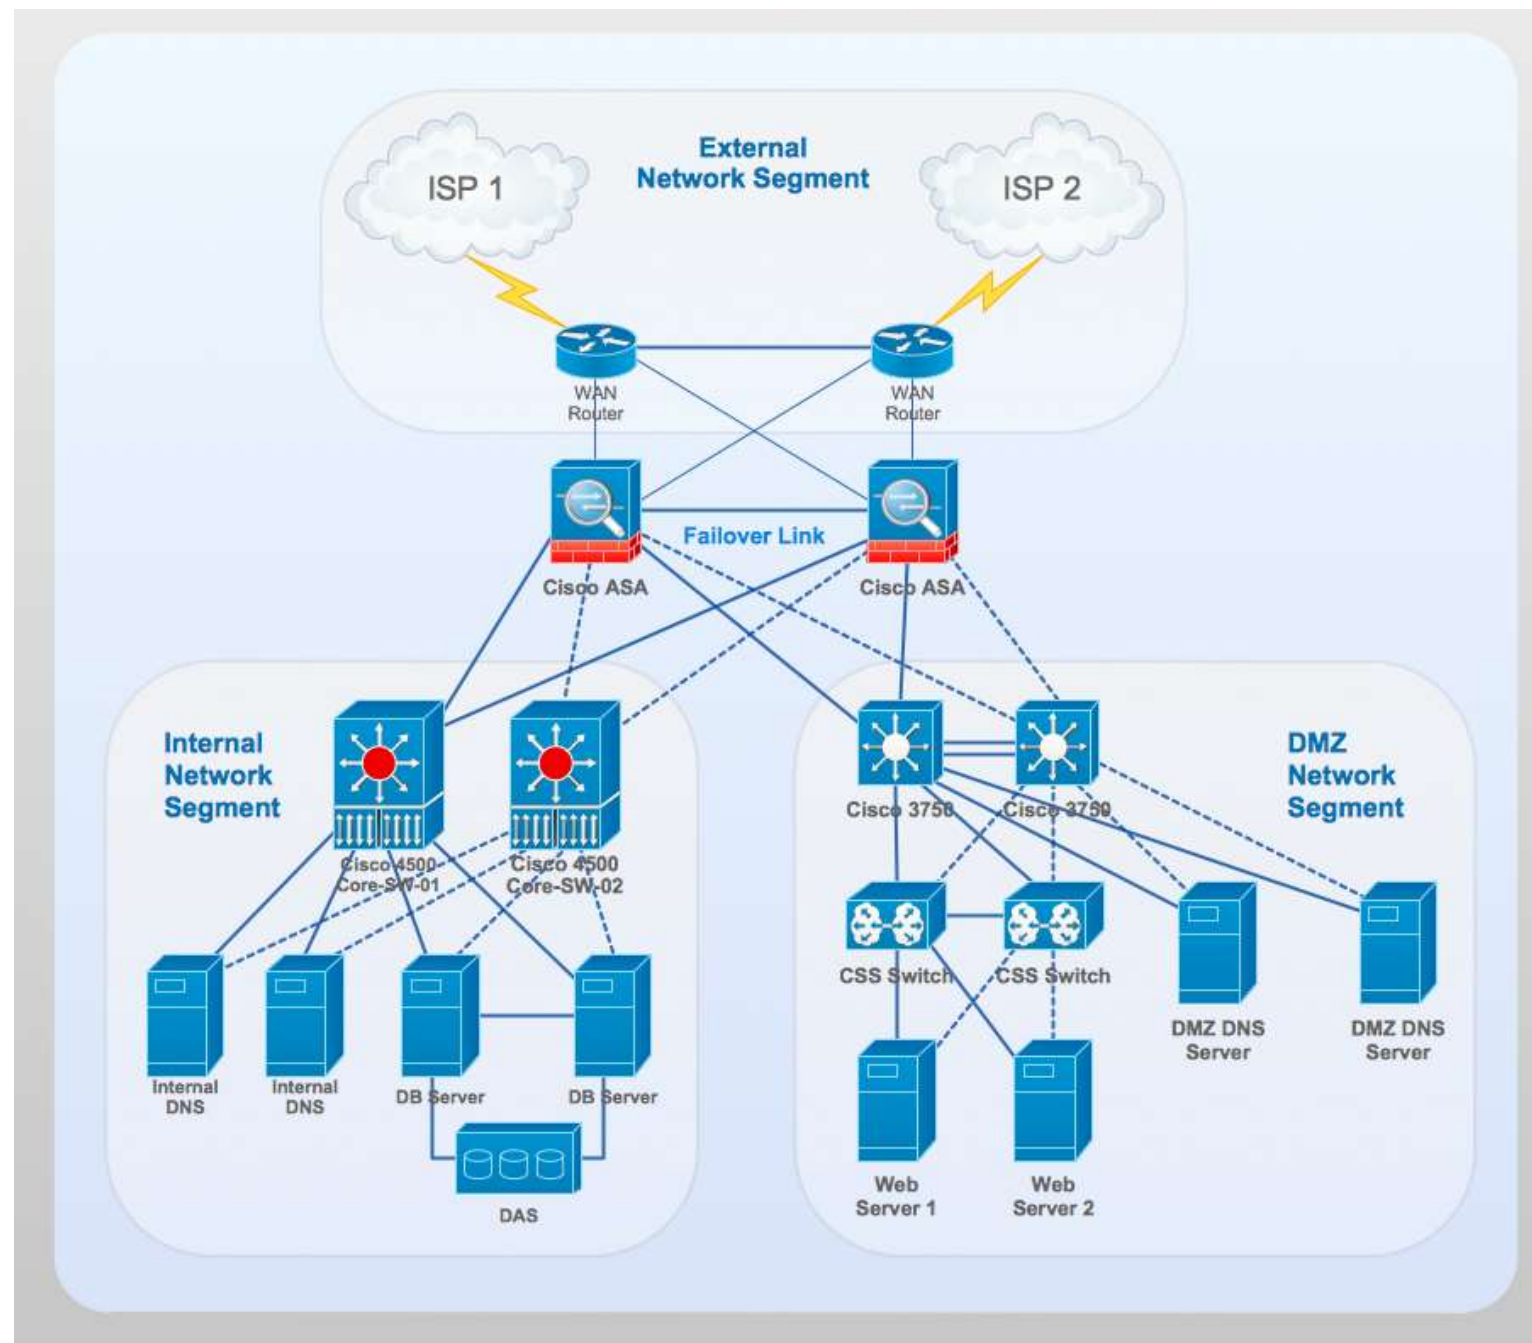 External
Network Segment
ISP 1
ISP 2
WAN
Router
WAN
Router
Failover Link
Cisco ASA
Cisco ASA
Internal
Network
Segment
DMZ
Network
Segment
Cisco 4500
Core-SW-01
Cisco 4500
Core-SW-02
Cisco 3750
Cisco 3750
CSS Switch
CSS Switch
Internal
DNS
Internal
DNS
DB Server
DB Server
DMZ DNS
Server
DMZ DNS
Server
DAS
Web
Server 1
Web
Server 2